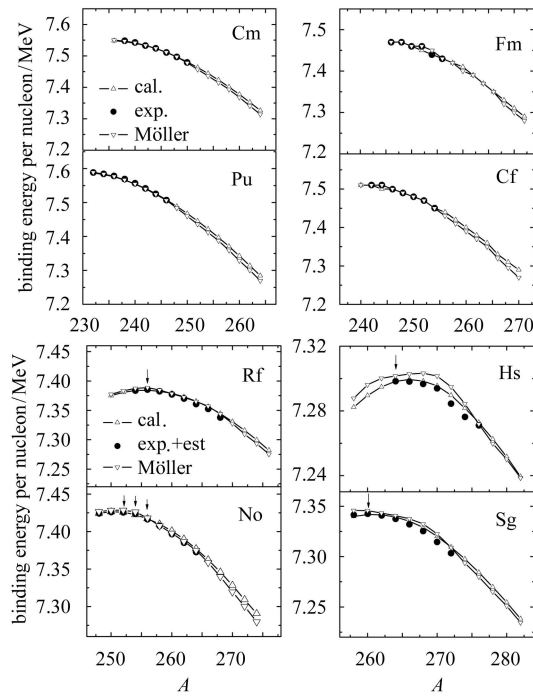 binding energy per nucleon/MeV
7.6
7.5
7.4
7.3
7.2
Cm
cal.
exp.
Möller
7.6
7.5
7.4
7.3
7.2
Pu
230 240 250 260
7.5
7.4
7.3
7.2
Fm
7.5
7.4
7.3
7.2
Cf
240 250 260 270
binding energy per nucleon/MeV
7.45
7.40
7.35
7.30
Rf
cal.
exp.+est
Möller
7.45
7.40
7.35
7.30
No
250 260 270
A
7.32
7.28
7.24
Hs
7.35
7.30
7.25
Sg
260 270 280
A